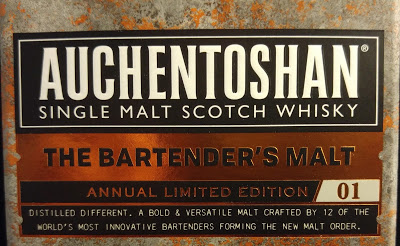 AUCHENTOSHAN®
SINGLE MALT SCOTCH WHISKY
THE BARTENDER'S MALT
ANNUAL LIMITED EDITION / 01
DISTILLED DIFFERENT. A BOLD & VERSATILE MALT CRAFTED BY 12 OF THE
WORLD'S MOST INNOVATIVE BARTENDERS FORMING THE NEW MALT ORDER.